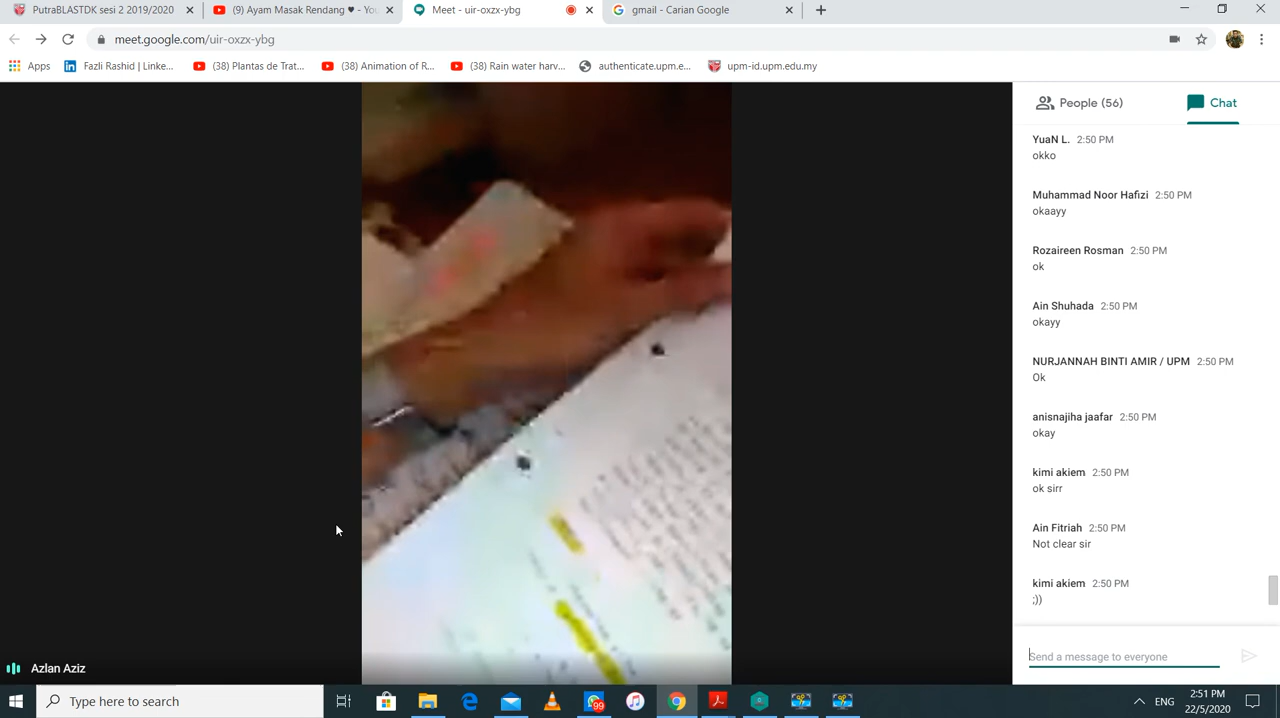 PutraBLASTDK sesi 2 2019/2020
(9) Ayam Masak Rendang ♥ - You
Meet - uir-oxzx-ybg
gmail - Carian Google
meet.google.com/uir-oxzx-ybg
Apps
Fazli Rashid | Linke...
(38) Plantas de Trat...
(38) Animation of R...
(38) Rain water harv...
authenticate.upm.e...
upm-id.upm.edu.my
People (56)
Chat
YuaN L. 2:50 PM
okko
Muhammad Noor Hafizi 2:50 PM
okaayy
Rozaireen Rosman 2:50 PM
ok
Ain Shuhada 2:50 PM
okayy
NURJANNAH BINTI AMIR / UPM 2:50 PM
Ok
anisnajiha jaafar 2:50 PM
okay
kimi akiem 2:50 PM
ok sirr
Ain Fitriah 2:50 PM
Not clear sir
kimi akiem 2:50 PM
;))
Send a message to everyone
Azlan Aziz
Type here to search
99
ENG
2:51 PM
22/5/2020